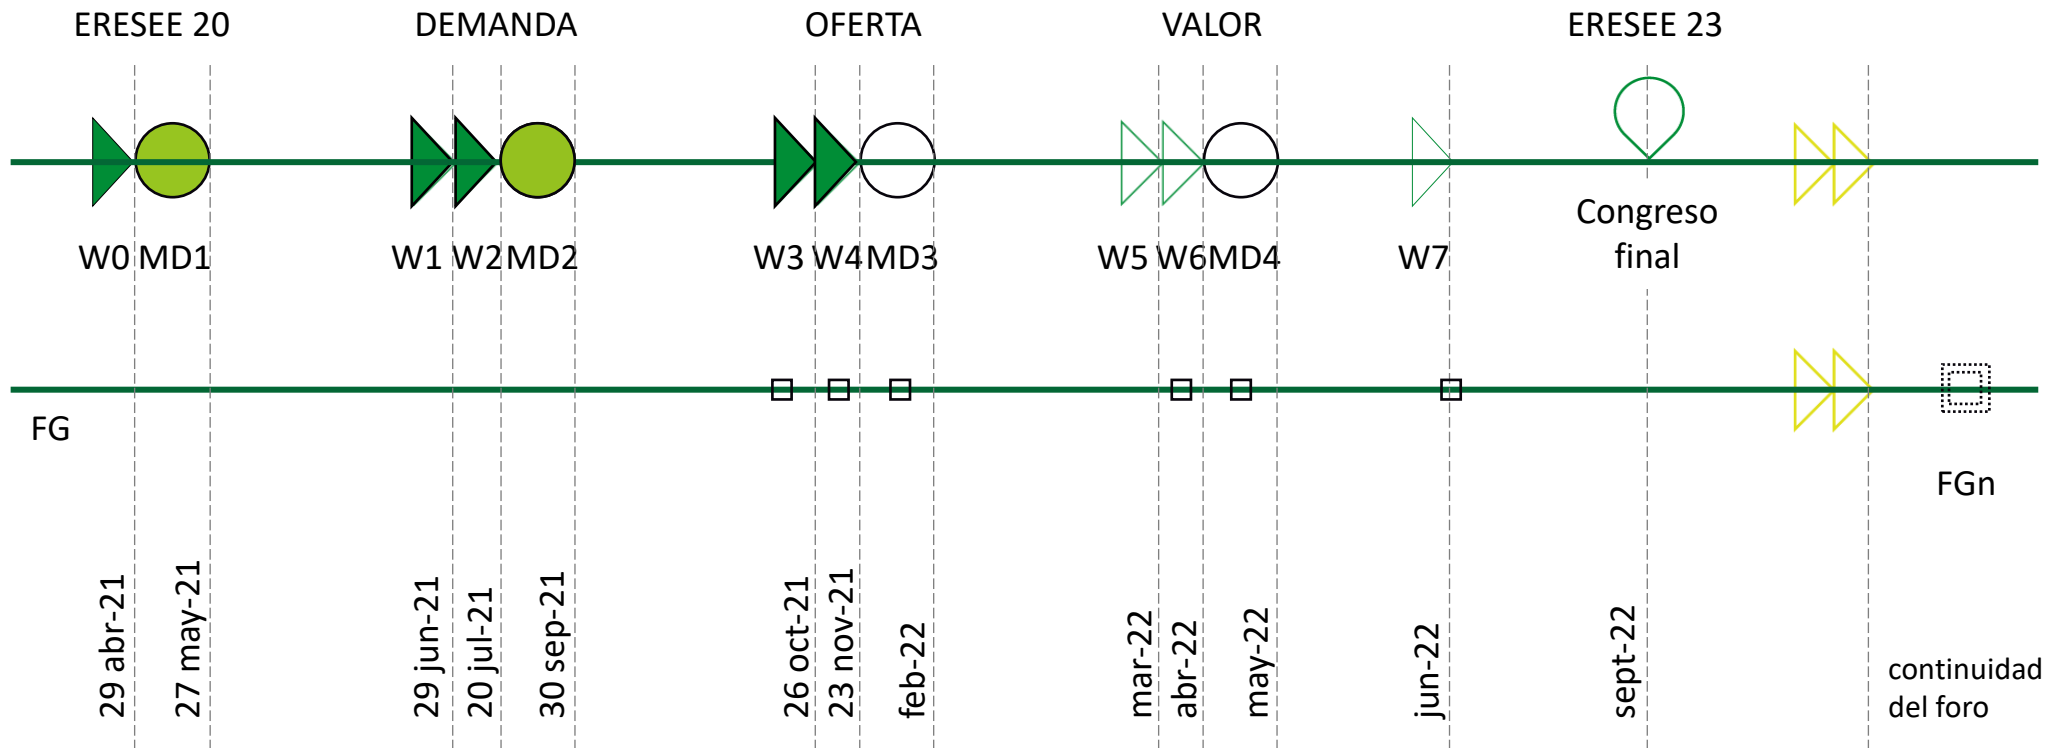 ERESEE 20
DEMANDA
OFERTA
VALOR
ERESEE 23
W0
MD1
W1
W2
MD2
W3
W4
MD3
W5
W6
MD4
W7
Congreso
final
FG
FGn
29 abr-21
27 may-21
29 jun-21
20 jul-21
30 sep-21
26 oct-21
23 nov-21
feb-22
mar-22
abr-22
may-22
jun-22
sept-22
continuidad
del foro